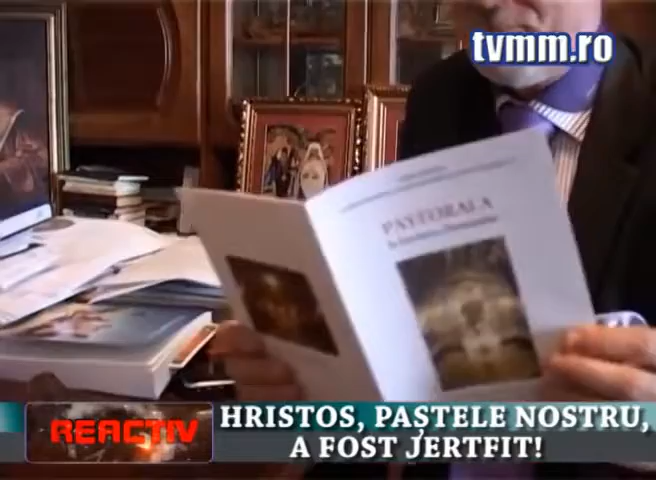 tvmm.ro
PASTORALA
REACTIV
HRISTOS, PAȘTELE NOSTRU,
A FOST JERTFIT!